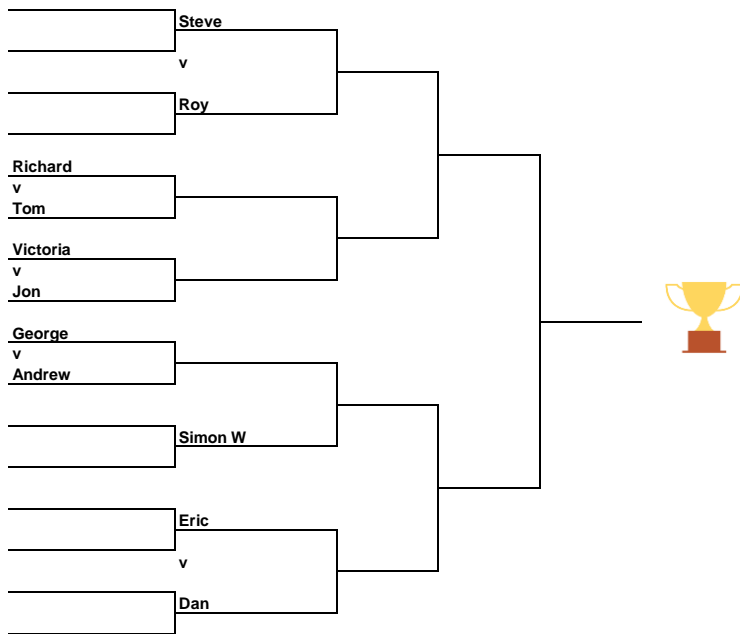 Steve
v
Roy
Richard
v
Tom
Victoria
v
Jon
George
v
Andrew
Simon W
Eric
v
Dan